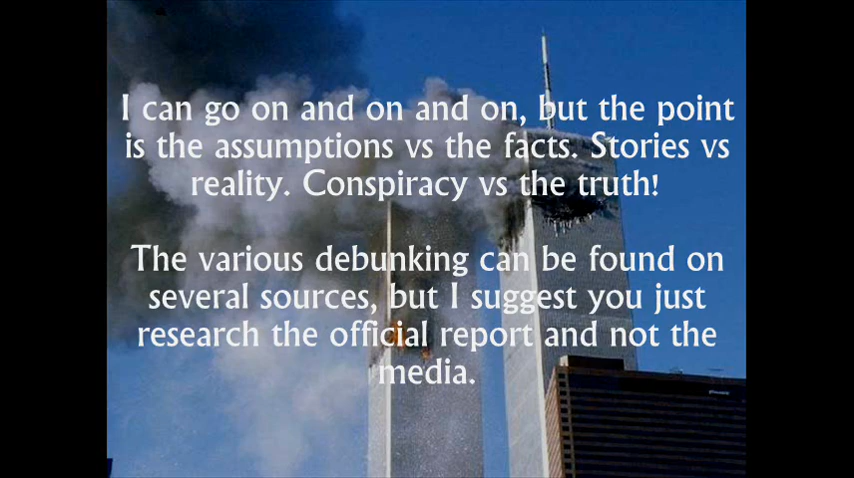 I can go on and on and on, but the point
is the assumptions vs the facts. Stories vs
reality. Conspiracy vs the truth!
The various debunking can be found on
several sources, but I suggest you just
research the official report and not the
media.